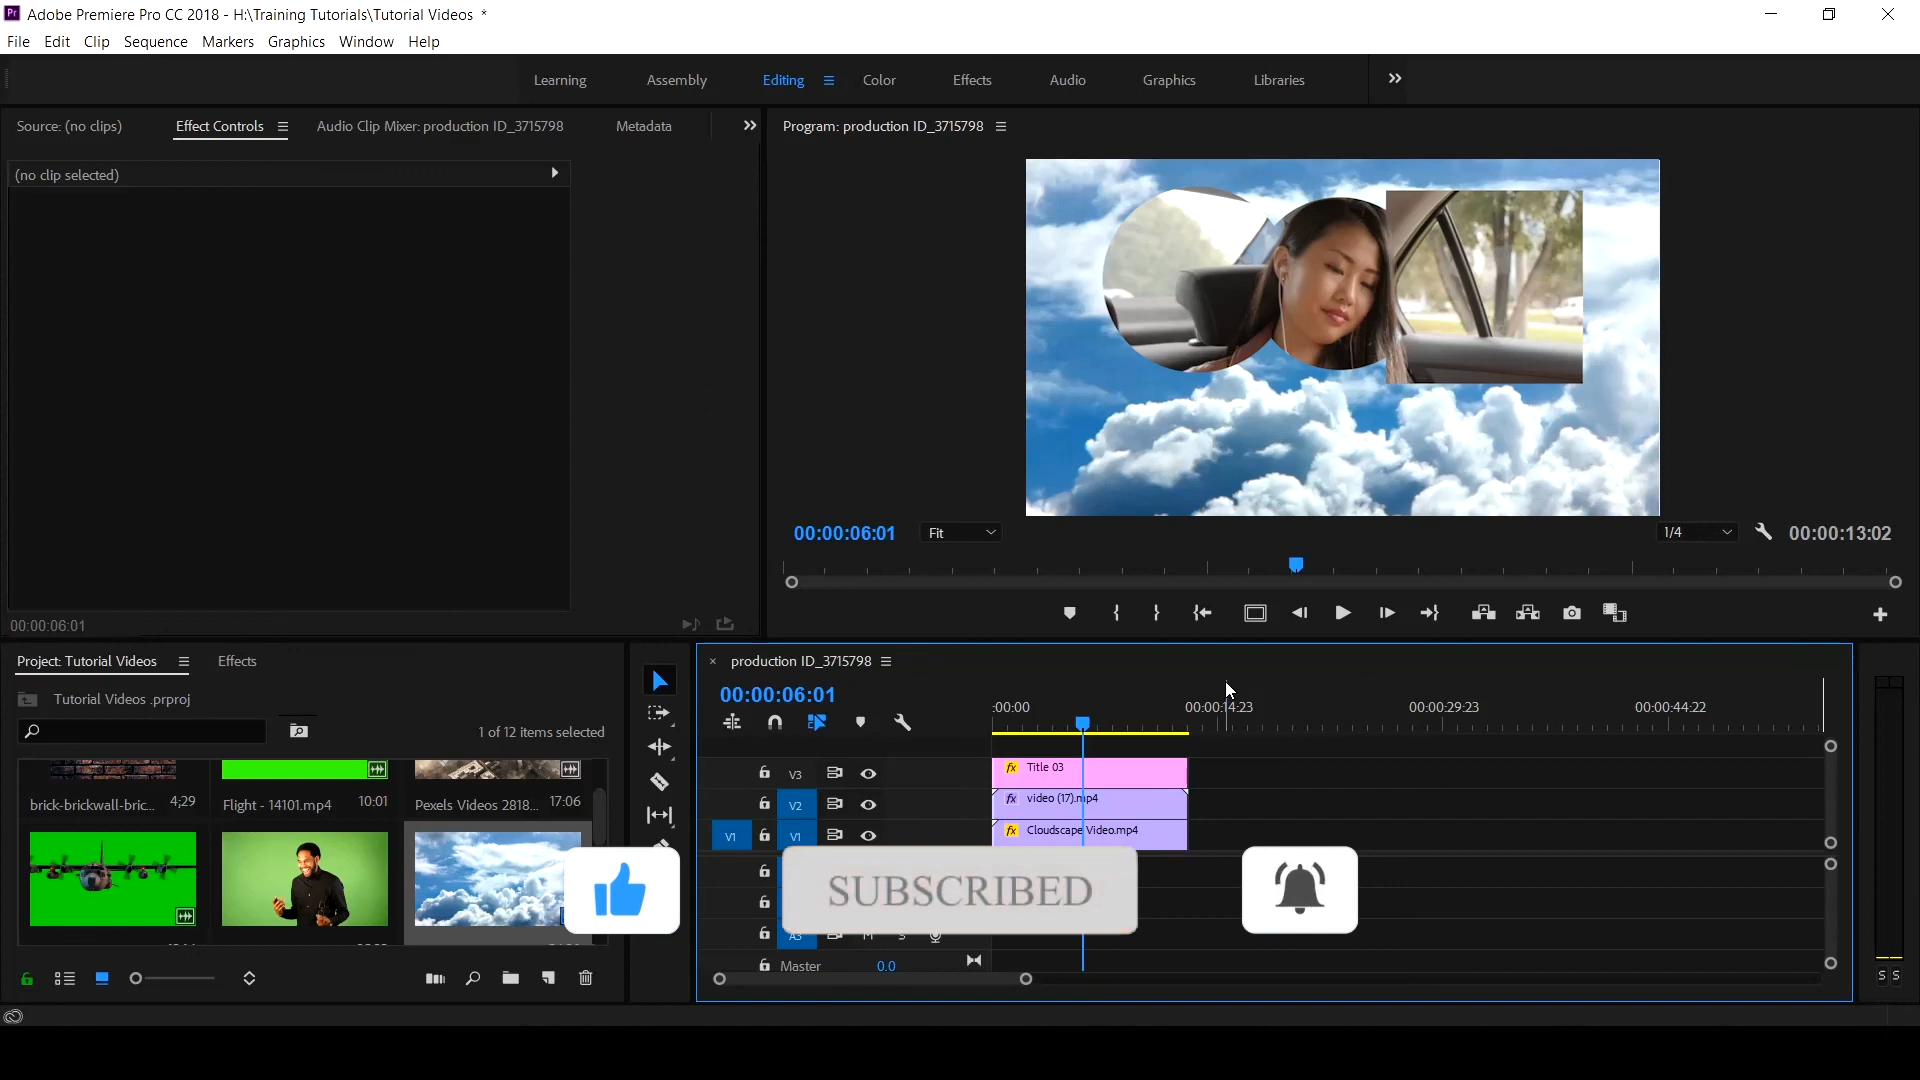 Pr Adobe Premiere Pro CC 2018 - H:\Training Tutorials\Tutorial Videos *
File Edit Clip Sequence Markers Graphics Window Help
Learning Assembly Editing Color Effects Audio Graphics Libraries
Source: (no clips) Effect Controls Audio Clip Mixer: production ID_3715798 Metadata
Program: production ID_3715798
(no clip selected)
00:00:06:01 Fit 1/4 00:00:13:02
00:00:06:01
Project: Tutorial Videos Effects
production ID_3715798
Tutorial Videos .prproj
00:00:06:01
:00:00 00:00:14:23 00:00:29:23 00:00:44:22
1 of 12 items selected
V3 fx Title 03
brick-brickwall-bric... 4;29 Flight - 14101.mp4 10:01 Pexels Videos 2818... 17:06
V2 fx video (17).mp4
V1 V1 fx Cloudscape Video.mp4
SUBSCRIBED
A3 M S
Master 0.0
S S